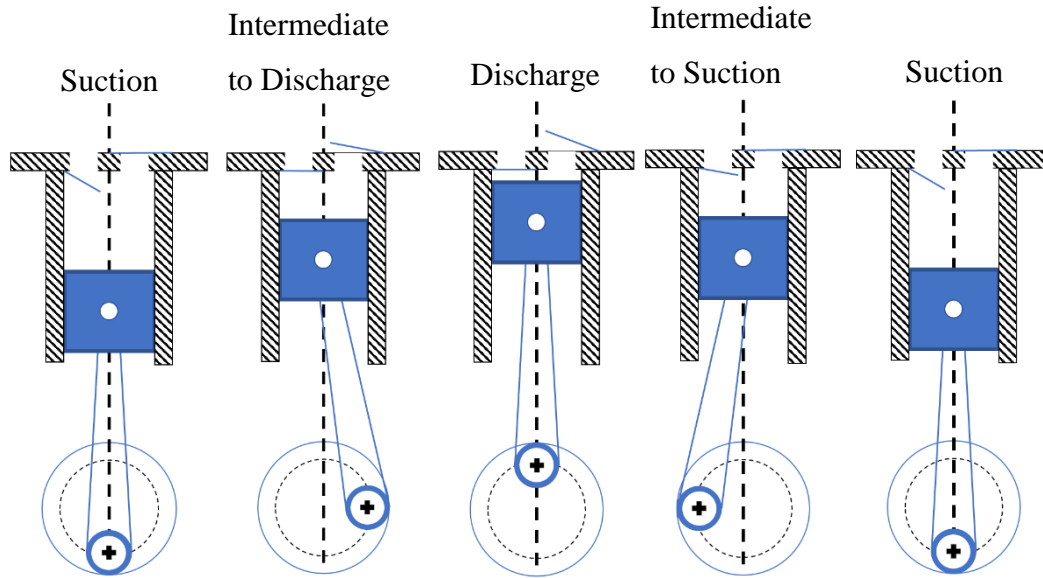 Suction
Intermediate
to Discharge
Discharge
Intermediate
to Suction
Suction